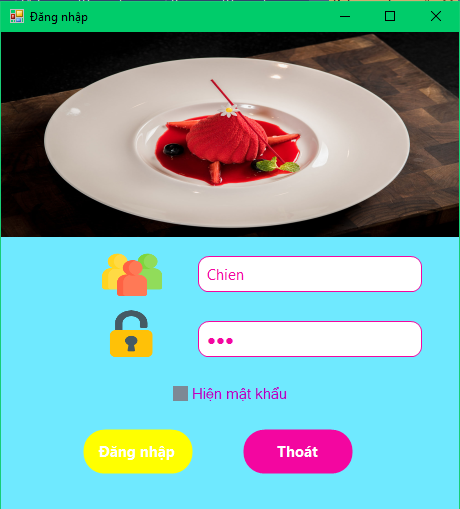 Đăng nhập
Chien
●●●
Hiện mật khẩu
Đăng nhập
Thoát